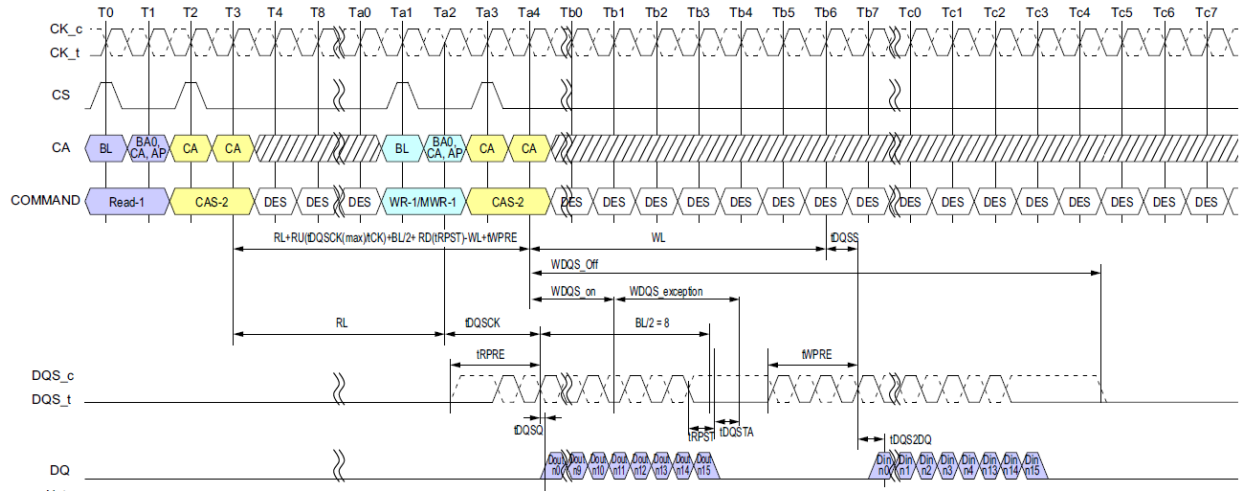 T0 T1 T2 T3 T4 T8 Ta0 Ta1 Ta2 Ta3 Ta4 Tb0 Tb1 Tb2 Tb3 Tb4 Tb5 Tb6 Tb7 Tc0 Tc1 Tc2 Tc3 Tc4 Tc5 Tc6 Tc7
CK_c
CK_t
CS
CA BL BA0, CA, AP CA CA BL BA0, CA, AP CA CA
COMMAND Read-1 CAS-2 DES DES DES WR-1/MWR-1 CAS-2 DES DES DES DES DES DES DES DES DES DES DES DES DES DES DES DES
RL+RU(tDQSCK(max)/tCK)+BL/2+ RD(tRPST)-WL+tWPRE WL tDQSS
WDQS_Off
WDQS_on WDQS_exception
RL tDQSCK BL/2 = 8
tRPRE tWPRE
DQS_c
DQS_t
tDQSQ tRPST tDQSTA tDQS2DQ
DQ Dout n0 Dout n9 Dout n10 Dout n11 Dout n12 Dout n13 Dout n14 Dout n15 Din n0 Din n1 Din n2 Din n3 Din n4 Din n13 Din n14 Din n15